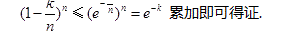 (1-κ/n)ⁿ ≤ (e^(-‾n))ⁿ = e^(-k) 累加即可得证.